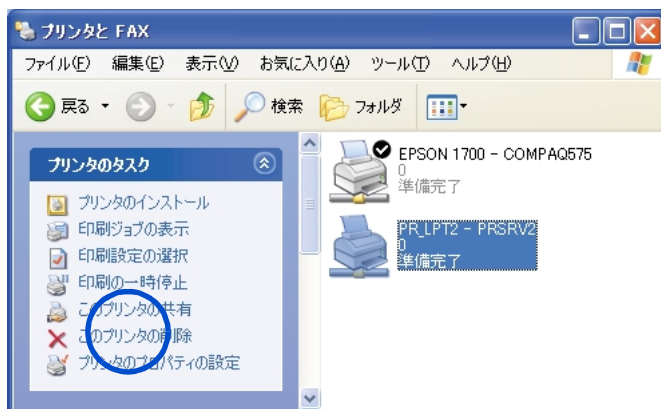 プリンタと FAX
ファイル(F) 編集(E) 表示(V) お気に入り(A) ツール(T) ヘルプ(H)
戻る 検索 フォルダ
プリンタのタスク
プリンタのインストール
印刷ジョブの表示
印刷設定の選択
印刷の一時停止
このプリンタの共有
このプリンタの削除
プリンタのプロパティの設定
EPSON 1700 - COMPAQ575
0
準備完了
PR_LPT2 - PRSRV2
0
準備完了